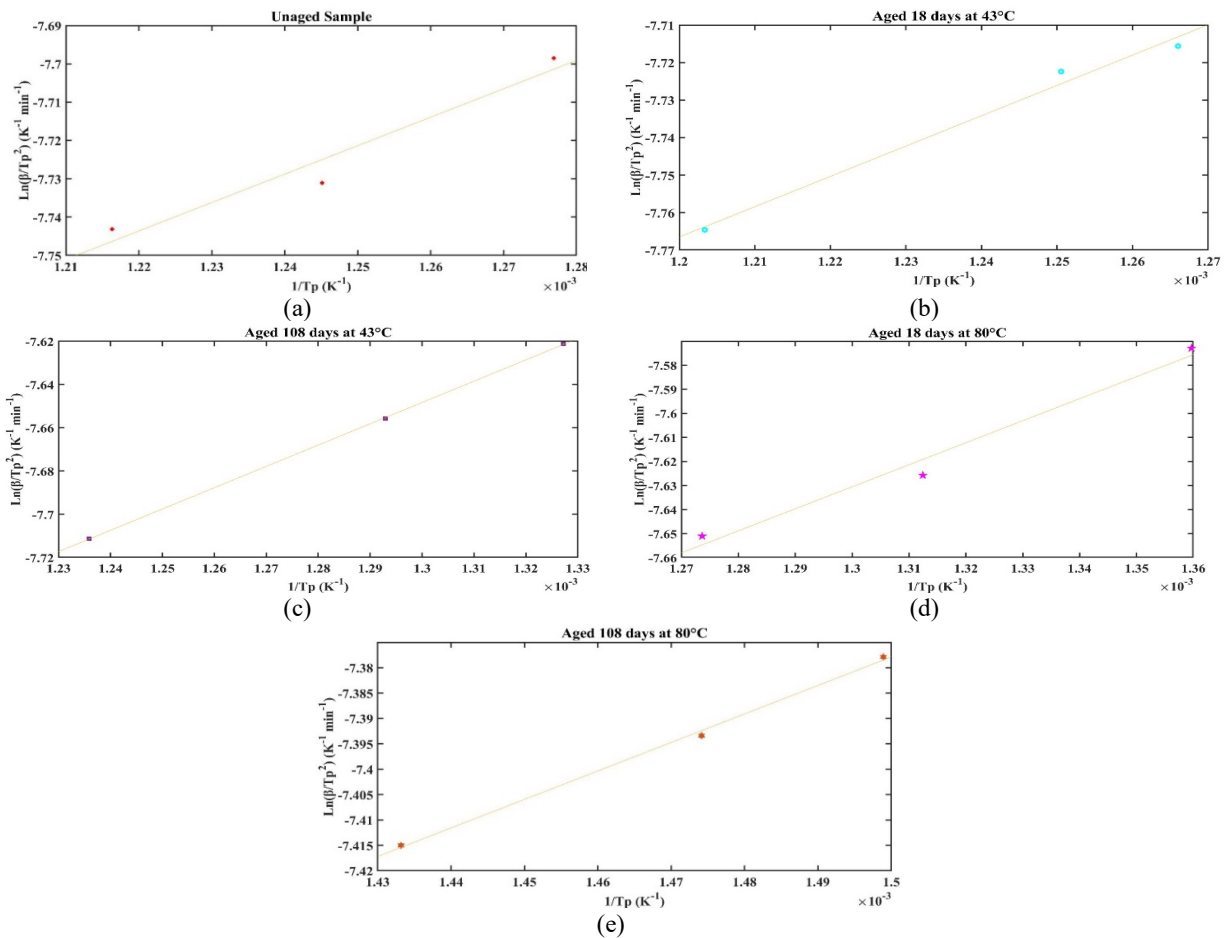 Unaged Sample
-7.69
-7.7
-7.71
-7.72
-7.73
-7.74
-7.75
Ln(β/Tp²) (K⁻¹ min⁻¹)
1.21 1.22 1.23 1.24 1.25 1.26 1.27 1.28
1/Tp (K⁻¹) ×10⁻³
(a)
Aged 18 days at 43°C
-7.71
-7.72
-7.73
-7.74
-7.75
-7.76
-7.77
Ln(β/Tp²) (K⁻¹ min⁻¹)
1.2 1.21 1.22 1.23 1.24 1.25 1.26 1.27
1/Tp (K⁻¹) ×10⁻³
(b)
Aged 108 days at 43°C
-7.62
-7.64
-7.66
-7.68
-7.7
-7.72
Ln(β/Tp²) (K⁻¹ min⁻¹)
1.23 1.24 1.25 1.26 1.27 1.28 1.29 1.3 1.31 1.32 1.33
1/Tp (K⁻¹) ×10⁻³
(c)
Aged 18 days at 80°C
-7.58
-7.59
-7.6
-7.61
-7.62
-7.63
-7.64
-7.65
-7.66
Ln(β/Tp²) (K⁻¹ min⁻¹)
1.27 1.28 1.29 1.3 1.31 1.32 1.33 1.34 1.35 1.36
1/Tp (K⁻¹) ×10⁻³
(d)
Aged 108 days at 80°C
-7.38
-7.385
-7.39
-7.395
-7.4
-7.405
-7.41
-7.415
-7.42
Ln(β/Tp²) (K⁻¹ min⁻¹)
1.43 1.44 1.45 1.46 1.47 1.48 1.49 1.5
1/Tp (K⁻¹) ×10⁻³
(e)